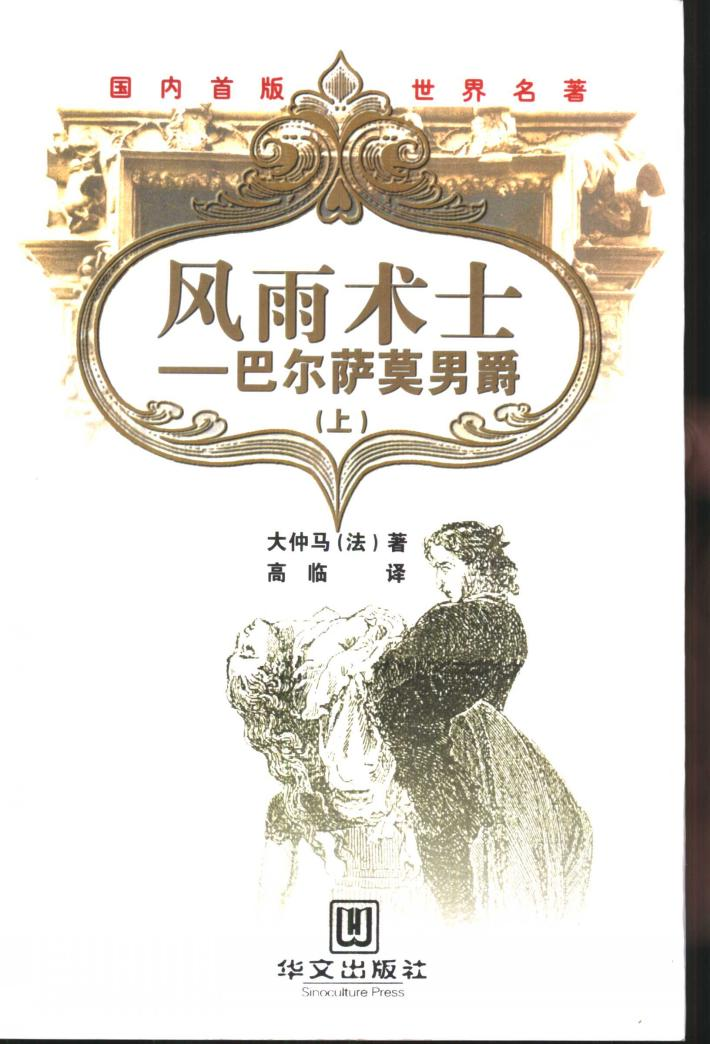 国内首版 世界名著
风雨术士
—巴尔萨莫男爵
(上)
大仲马(法)著
高临 译
华文出版社
Sinoculture Press